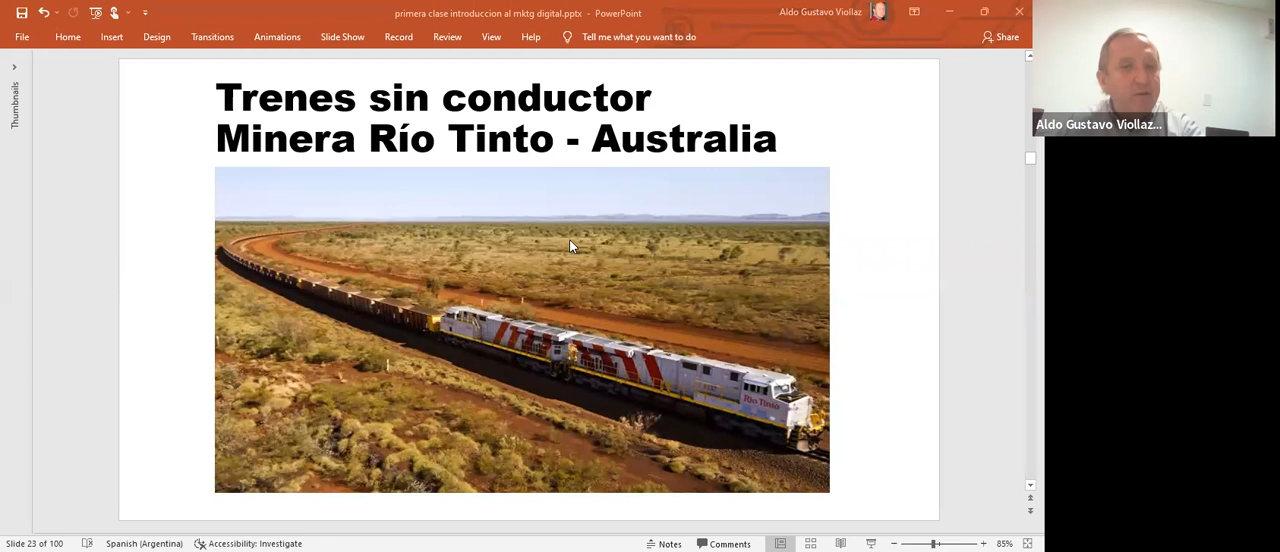 primera clase introduccion al mktg digital.pptx - PowerPoint
Aldo Gustavo Viollaz
File Home Insert Design Transitions Animations Slide Show Record Review View Help Tell me what you want to do Share
Aldo Gustavo Viollaz...
Thumbnails
Trenes sin conductor
Minera Río Tinto - Australia
Rio Tinto
Slide 23 of 100 Spanish (Argentina) Accessibility: Investigate Notes Comments 85%